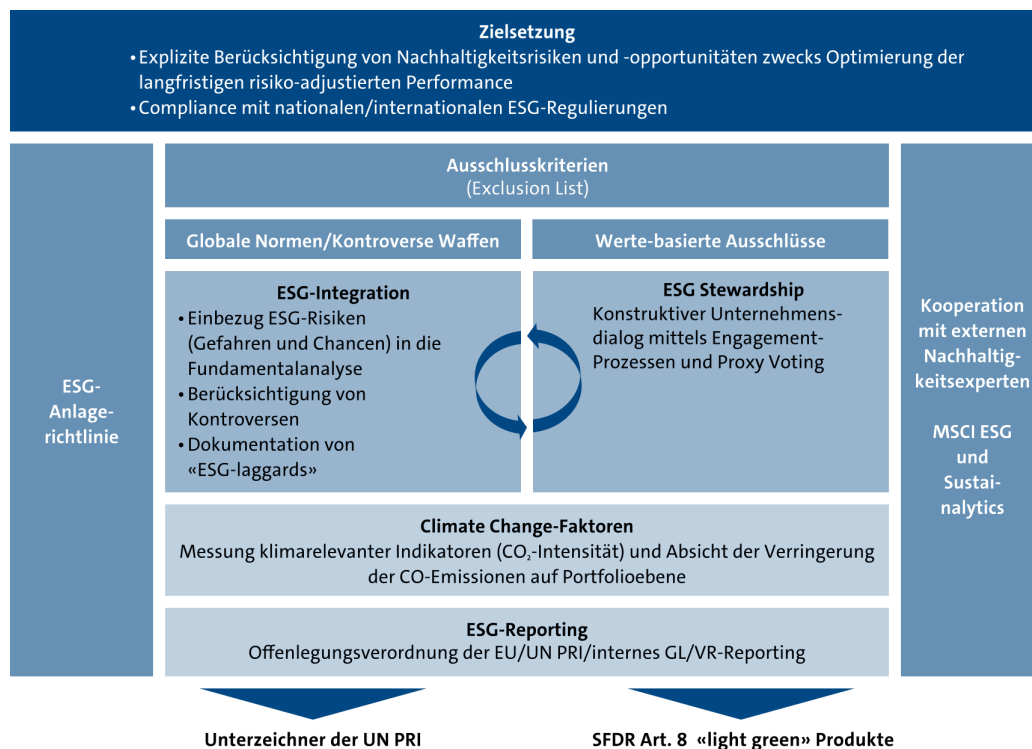 Zielsetzung
• Explizite Berücksichtigung von Nachhaltigkeitsrisiken und -opportunitäten zwecks Optimierung der
langfristigen risiko-adjustierten Performance
• Compliance mit nationalen/internationalen ESG-Regulierungen
ESG-
Anlage-
richtlinie
Ausschlusskriterien
(Exclusion List)
Globale Normen/Kontroverse Waffen
Werte-basierte Ausschlüsse
ESG-Integration
• Einbezug ESG-Risiken
(Gefahren und Chancen) in die
Fundamentalanalyse
• Berücksichtigung von
Kontroversen
• Dokumentation von
«ESG-laggards»
ESG Stewardship
Konstruktiver Unternehmens-
dialog mittels Engagement-
Prozessen und Proxy Voting
Climate Change-Faktoren
Messung klimarelevanter Indikatoren (CO₂-Intensität) und Absicht der Verringerung
der CO-Emissionen auf Portfolioebene
ESG-Reporting
Offenlegungsverordnung der EU/UN PRI/internes GL/VR-Reporting
Kooperation
mit externen
Nachhaltig-
keitsexperten
MSCI ESG
und
Sustai-
nalytics
Unterzeichner der UN PRI
SFDR Art. 8 «light green» Produkte